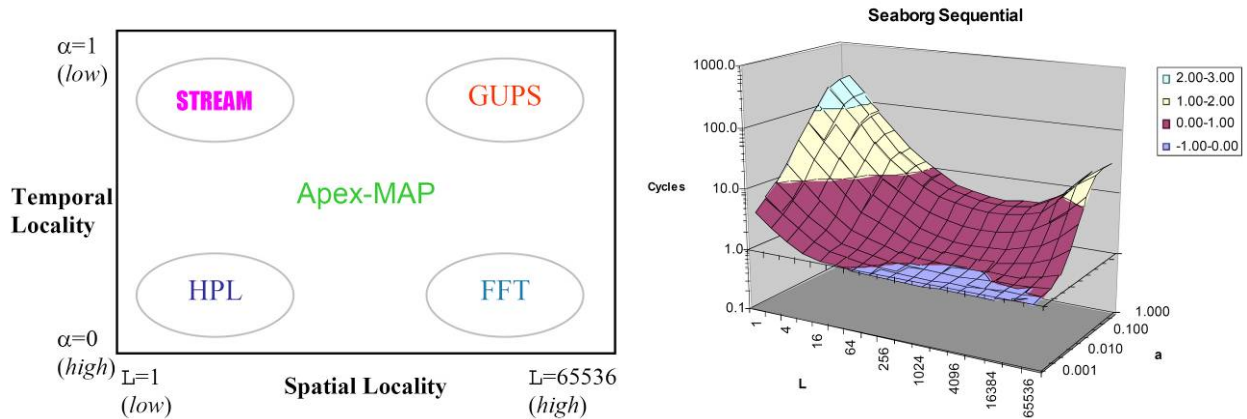 α=1
(low)
STREAM
GUPS
Apex-MAP
Temporal
Locality
HPL
FFT
α=0
(high)
L=1
(low)
Spatial Locality
L=65536
(high)
Seaborg Sequential
1000.0
100.0
10.0
1.0
0.1
Cycles
1
4
16
64
256
1024
4096
16384
65536
L
1.000
0.100
0.010
0.001
a
2.00-3.00
1.00-2.00
0.00-1.00
-1.00-0.00